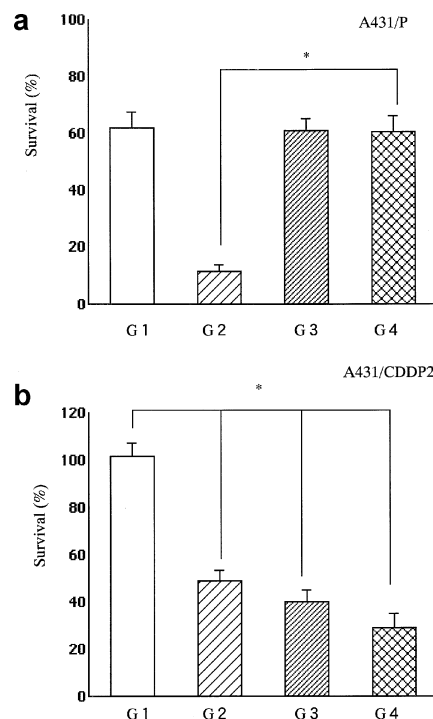 a
A431/P
100
*
80
60
40
20
0
Survival (%)
G 1
G 2
G 3
G 4
b
A431/CDDP2
*
120
100
80
60
40
20
0
Survival (%)
G 1
G 2
G 3
G 4